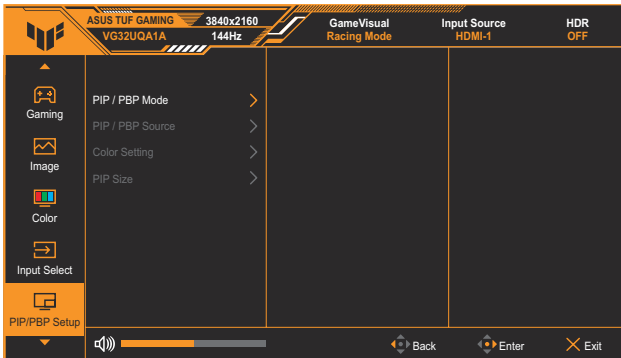 ASUS TUF GAMING 3840x2160 GameVisual Input Source HDR
VG32UQA1A 144Hz Racing Mode HDMI-1 OFF
Gaming
PIP / PBP Mode
PIP / PBP Source
Color Setting
PIP Size
Image
Color
Input Select
PIP/PBP Setup
Back Enter Exit